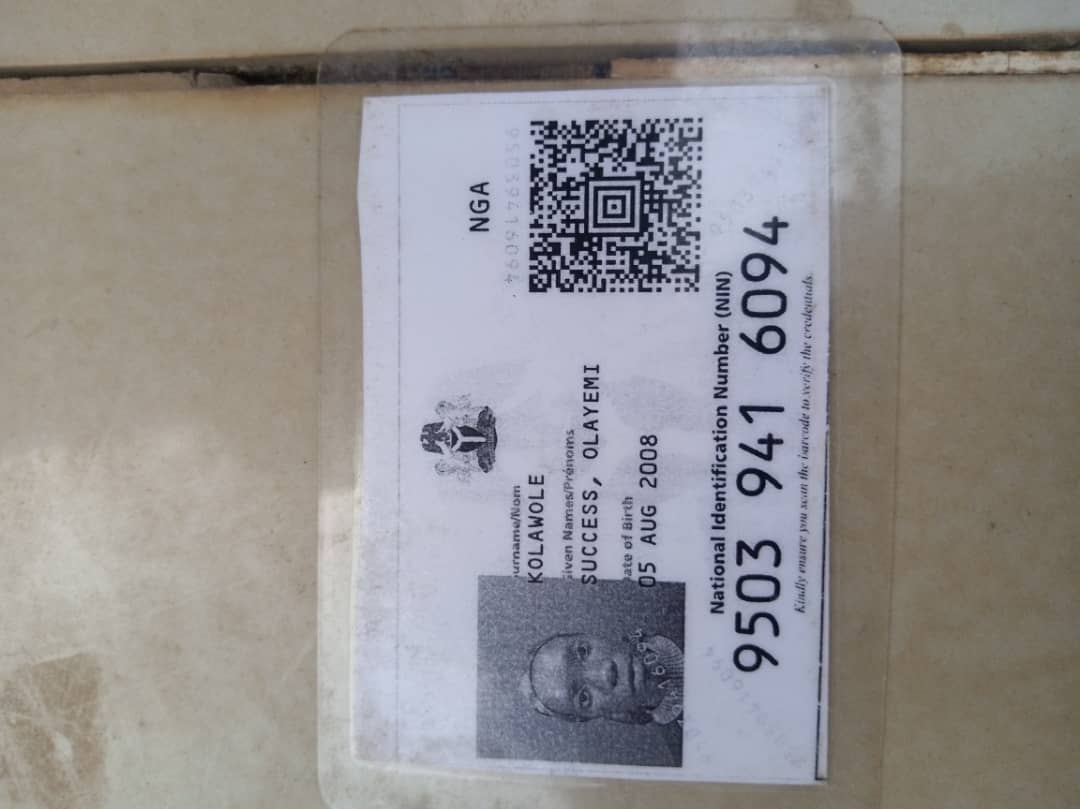 NGA
95039416094
urname/Nom
KOLAWOLE
iven Names/Prénoms
SUCCESS, OLAYEMI
ate of Birth
05 AUG 2008
National Identification Number (NIN)
9503 941 6094
Kindly ensure you scan the barcode to verify the credentials.